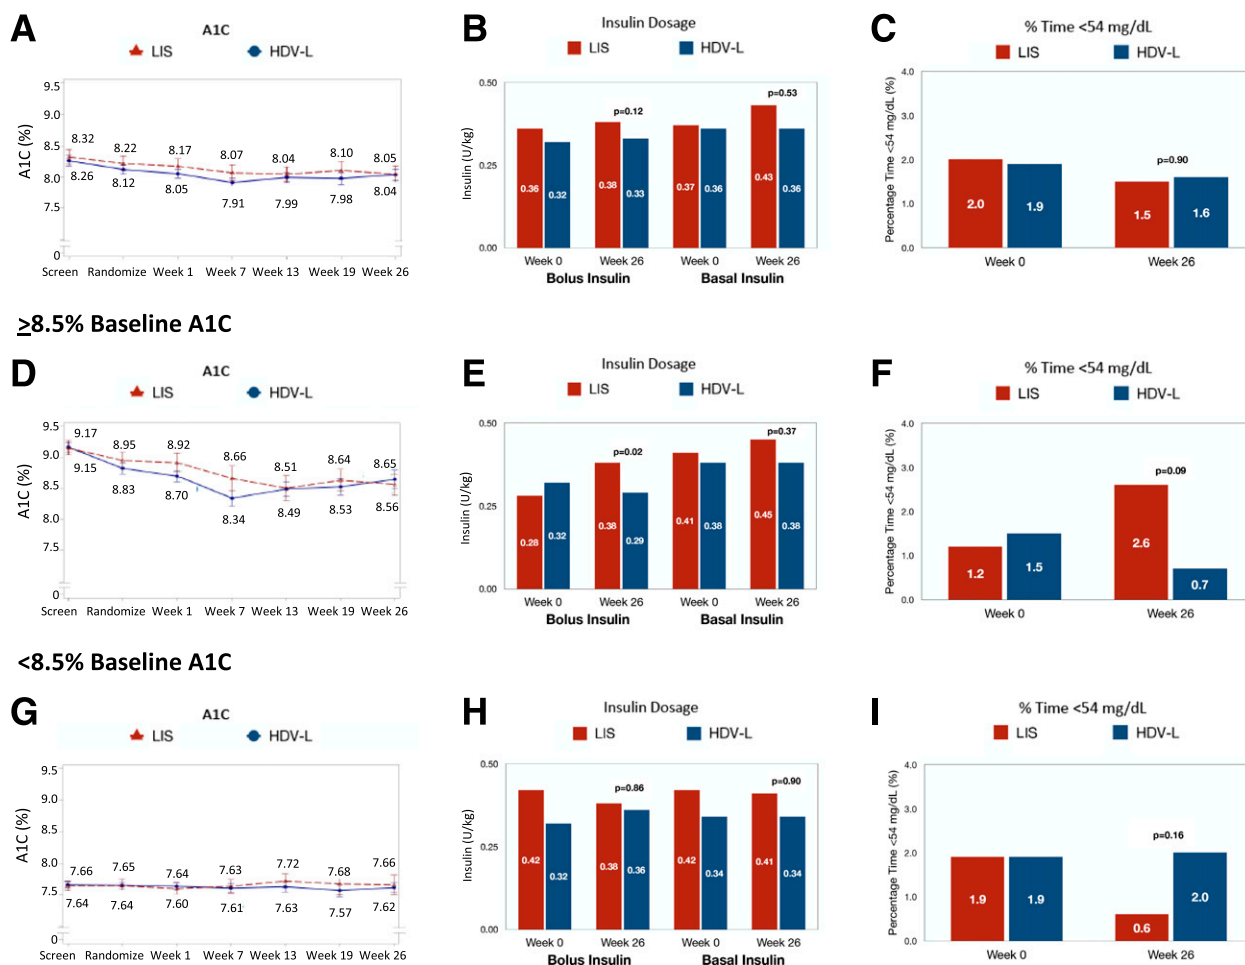 A
A1C
LIS
HDV-L
A1C (%)
9.5
9.0
8.5
8.0
7.5
0
8.32
8.22
8.17
8.07
8.04
8.10
8.05
8.26
8.12
8.05
7.91
7.99
7.98
8.04
Screen Randomize Week 1 Week 7 Week 13 Week 19 Week 26
B
Insulin Dosage
LIS
HDV-L
Insulin (U/kg)
0.50
0.25
0.00
p=0.12
p=0.53
0.36
0.32
0.38
0.33
0.37
0.36
0.43
0.36
Week 0 Week 26 Week 0 Week 26
Bolus Insulin Basal Insulin
C
% Time <54 mg/dL
LIS
HDV-L
Percentage Time <54 mg/dL (%)
4.0
3.0
2.0
1.0
0.0
p=0.90
2.0
1.9
1.5
1.6
Week 0 Week 26
≥8.5% Baseline A1C
D
A1C
LIS
HDV-L
A1C (%)
9.5
9.0
8.5
8.0
7.5
0
9.17
8.95
8.92
8.66
8.51
8.64
8.65
9.15
8.83
8.70
8.34
8.49
8.53
8.56
Screen Randomize Week 1 Week 7 Week 13 Week 19 Week 26
E
Insulin Dosage
LIS
HDV-L
Insulin (U/kg)
0.50
0.25
0.00
p=0.02
p=0.37
0.28
0.32
0.38
0.29
0.41
0.38
0.45
0.38
Week 0 Week 26 Week 0 Week 26
Bolus Insulin Basal Insulin
F
% Time <54 mg/dL
LIS
HDV-L
Percentage Time <54 mg/dL (%)
4.0
3.0
2.0
1.0
0.0
p=0.09
1.2
1.5
2.6
0.7
Week 0 Week 26
<8.5% Baseline A1C
G
A1C
LIS
HDV-L
A1C (%)
9.5
9.0
8.5
8.0
7.5
0
7.66
7.65
7.64
7.63
7.72
7.68
7.66
7.64
7.64
7.60
7.61
7.63
7.57
7.62
Screen Randomize Week 1 Week 7 Week 13 Week 19 Week 26
H
Insulin Dosage
LIS
HDV-L
Insulin (U/kg)
0.50
0.25
0.00
p=0.86
p=0.90
0.42
0.32
0.38
0.36
0.42
0.34
0.41
0.34
Week 0 Week 26 Week 0 Week 26
Bolus Insulin Basal Insulin
I
% Time <54 mg/dL
LIS
HDV-L
Percentage Time <54 mg/dL (%)
4.0
3.0
2.0
1.0
0.0
p=0.16
1.9
1.9
0.6
2.0
Week 0 Week 26